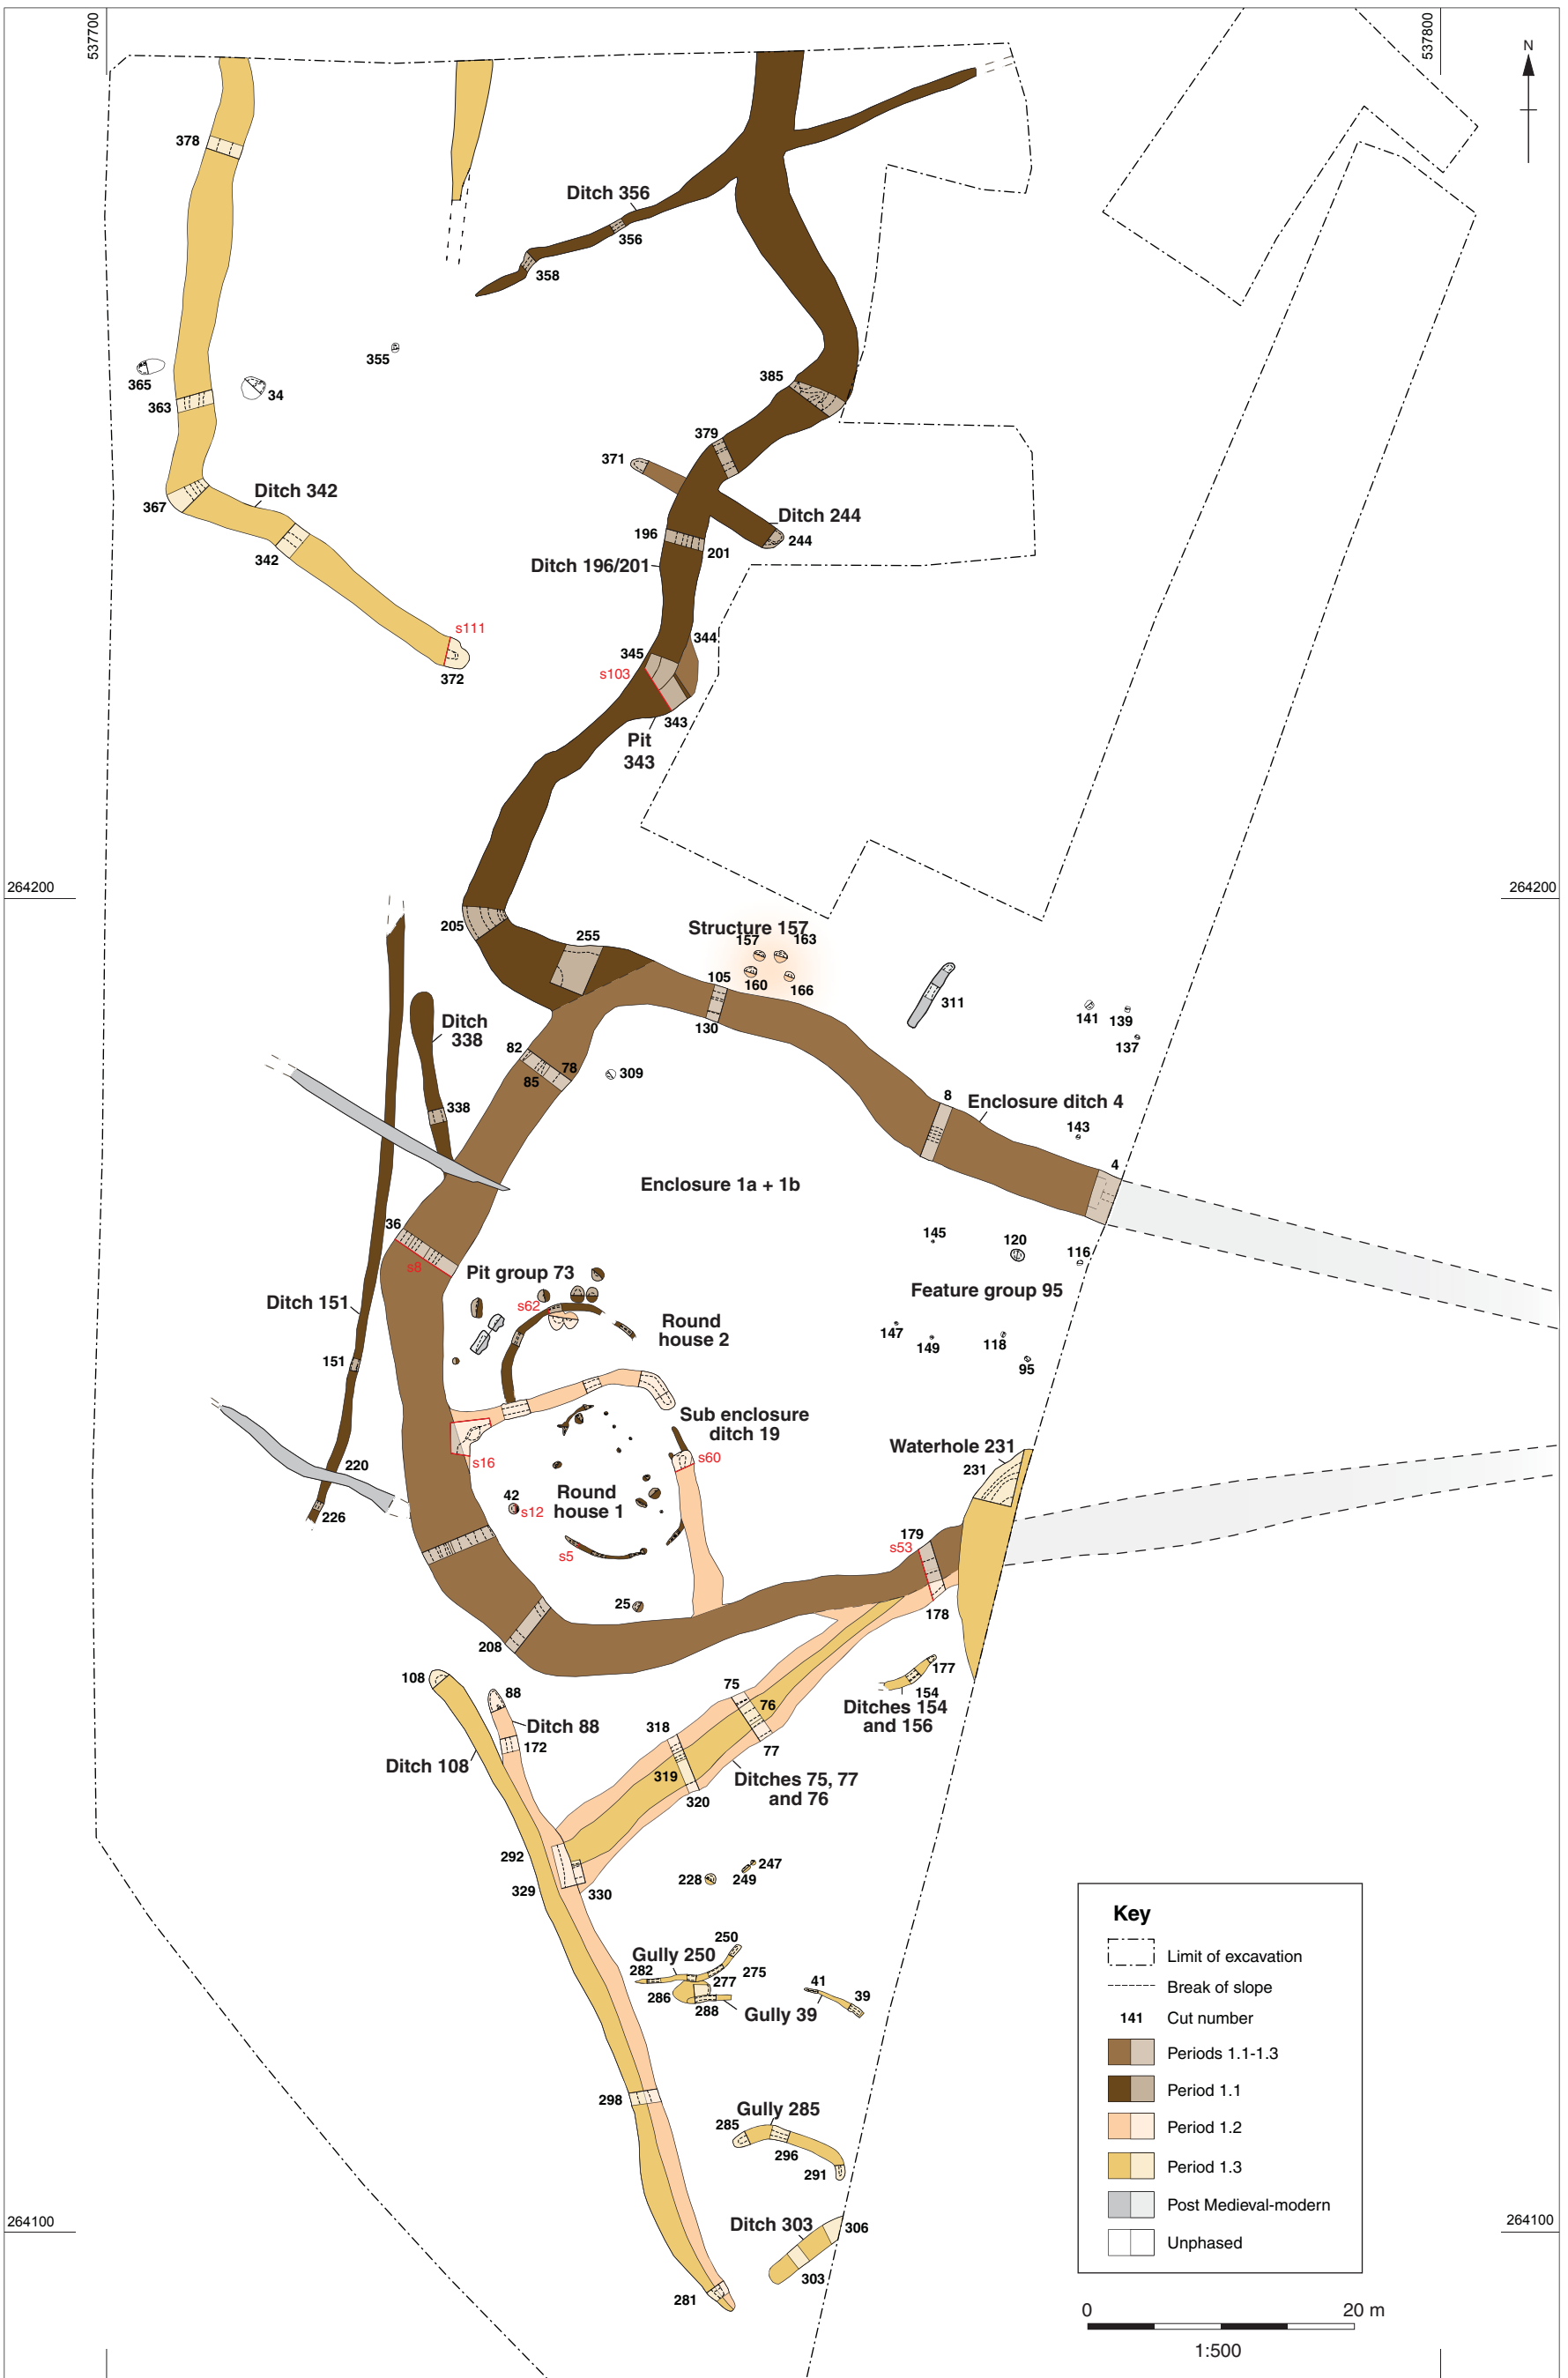 537700
537800
N
378
Ditch 356
356
358
365
363
34
355
385
379
371
Ditch 342
367
342
Ditch 244
244
196
201
Ditch 196/201
s111
372
344
345
s103
343
Pit
343
264200
264200
205
255
Structure 157
157
163
160
166
105
130
311
141
139
137
Ditch
338
82
85
78
309
338
8
Enclosure ditch 4
143
4
Enclosure 1a + 1b
36
s8
145
120
116
Pit group 73
s62
Feature group 95
Ditch 151
Round
house 2
147
149
118
95
151
Sub enclosure
ditch 19
s16
s60
Waterhole 231
231
220
226
42
s12
Round
house 1
s5
179
s53
25
178
208
108
88
Ditch 88
172
Ditch 108
177
154
Ditches 154
and 156
75
76
77
318
319
320
Ditches 75, 77
and 76
292
329
330
228
247
249
250
Gully 250
282
275
277
286
288
Gully 39
41
39
298
Gully 285
285
296
291
Ditch 303
306
303
281
264100
264100
Key
Limit of excavation
Break of slope
141 Cut number
Periods 1.1-1.3
Period 1.1
Period 1.2
Period 1.3
Post Medieval-modern
Unphased
0 20 m
1:500